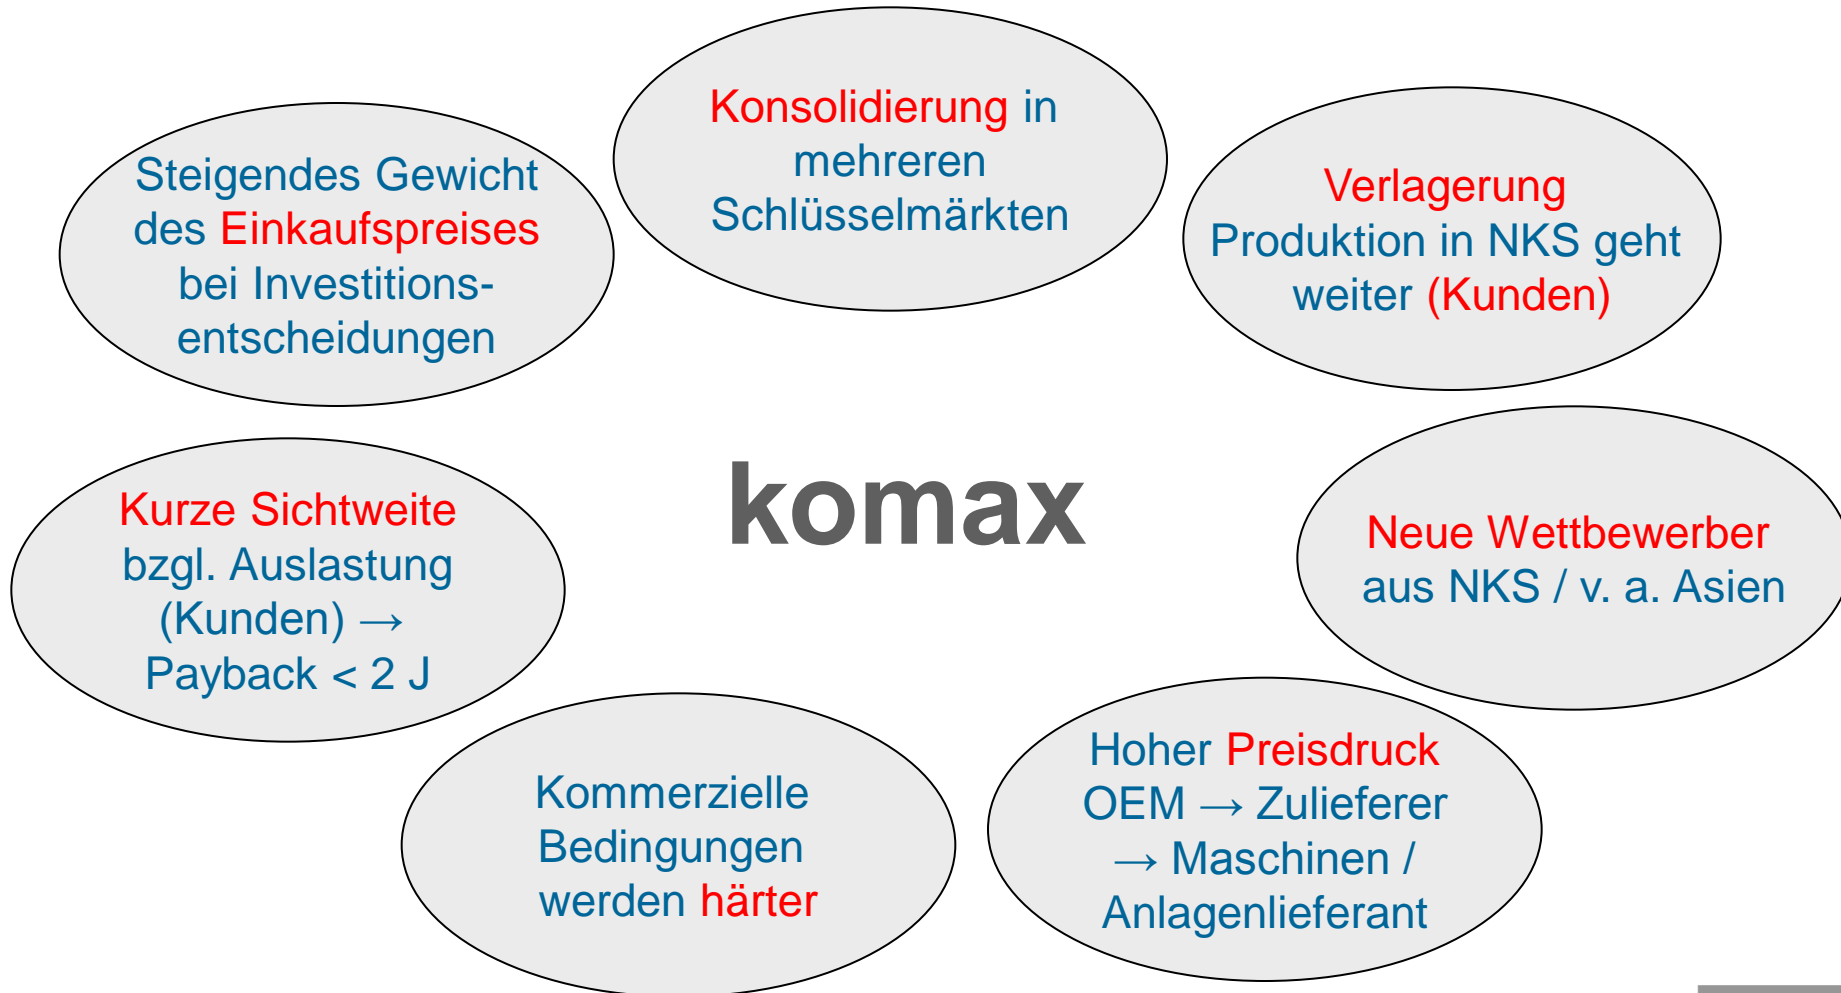 Konsolidierung in
mehreren
Schlüsselmärkten
Steigendes Gewicht
des Einkaufspreises
bei Investitions-
entscheidungen
Verlagerung
Produktion in NKS geht
weiter (Kunden)
komax
Kurze Sichtweite
bzgl. Auslastung
(Kunden) →
Payback < 2 J
Neue Wettbewerber
aus NKS / v. a. Asien
Kommerzielle
Bedingungen
werden härter
Hoher Preisdruck
OEM → Zulieferer
→ Maschinen /
Anlagenlieferant